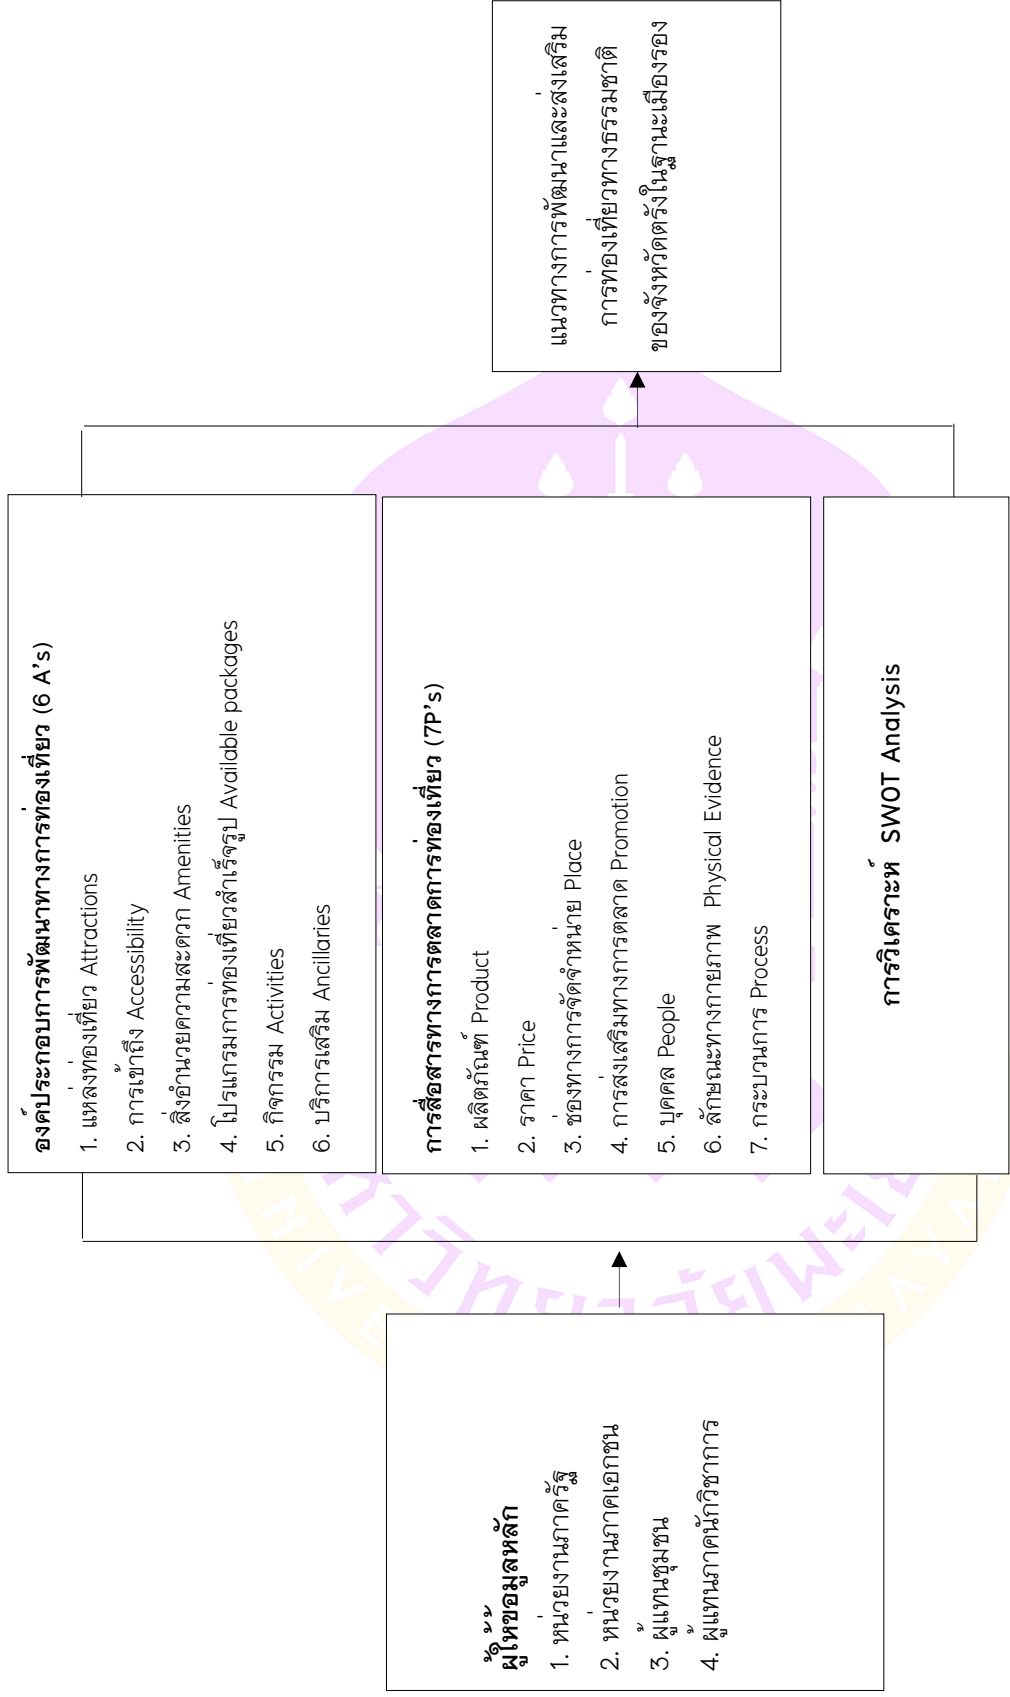 ผู้ให้ข้อมูลหลัก
1. หน่วยงานภาครัฐ
2. หน่วยงานภาคเอกชน
3. ผู้แทนชุมชน
4. ผู้แทนภาคนักวิชาการ
องค์ประกอบการพัฒนาทางการท่องเที่ยว (6 A’s)
1. แหล่งท่องเที่ยว Attractions
2. การเข้าถึง Accessibility
3. สิ่งอำนวยความสะดวก Amenities
4. โปรแกรมการท่องเที่ยวสำเร็จรูป Available packages
5. กิจกรรม Activities
6. บริการเสริม Ancillaries
การสื่อสารทางการตลาดการท่องเที่ยว (7P’s)
1. ผลิตภัณฑ์ Product
2. ราคา Price
3. ช่องทางการจัดจำหน่าย Place
4. การส่งเสริมทางการตลาด Promotion
5. บุคคล People
6. ลักษณะทางกายภาพ Physical Evidence
7. กระบวนการ Process
การวิเคราะห์ SWOT Analysis
แนวทางการพัฒนาและส่งเสริม
การท่องเที่ยวทางธรรมชาติ
ของจังหวัดตรังในฐานะเมืองรอง